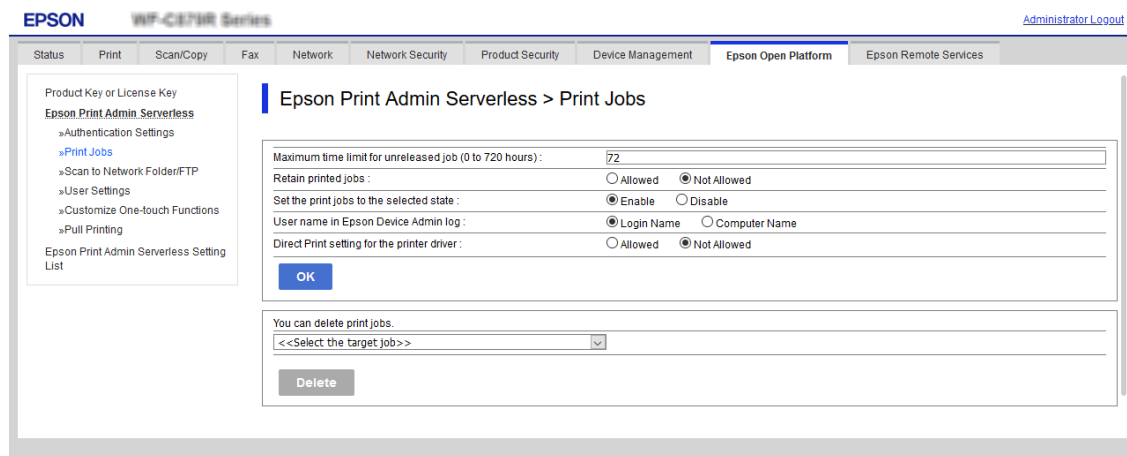 EPSON WF-C879R Series
Administrator Logout
Status Print Scan/Copy Fax Network Network Security Product Security Device Management Epson Open Platform Epson Remote Services
Product Key or License Key
Epson Print Admin Serverless
»Authentication Settings
»Print Jobs
»Scan to Network Folder/FTP
»User Settings
»Customize One-touch Functions
»Pull Printing
Epson Print Admin Serverless Setting
List
Epson Print Admin Serverless > Print Jobs
Maximum time limit for unreleased job (0 to 720 hours) : 72
Retain printed jobs : Allowed Not Allowed
Set the print jobs to the selected state : Enable Disable
User name in Epson Device Admin log : Login Name Computer Name
Direct Print setting for the printer driver : Allowed Not Allowed
OK
You can delete print jobs.
<<Select the target job>>
Delete